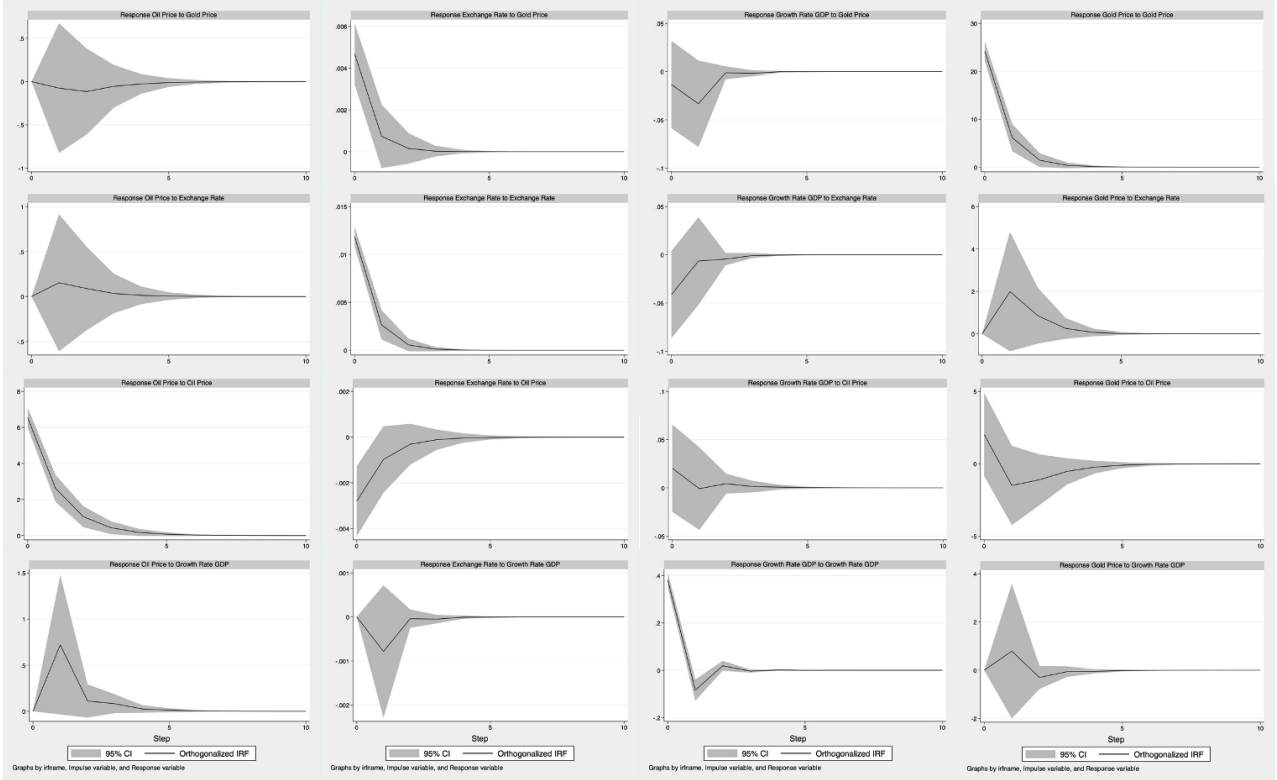 Response Oil Price to Gold Price
.5
0
-.5
-1
0 5 10
Response Exchange Rate to Gold Price
.006
.004
.002
0
0 5 10
Response Growth Rate GDP to Gold Price
.05
0
-.05
-.1
0 5 10
Response Gold Price to Gold Price
30
20
10
0
0 5 10
Response Oil Price to Exchange Rate
1
.5
0
-.5
0 5 10
Response Exchange Rate to Exchange Rate
.015
.01
.005
0
0 5 10
Response Growth Rate GDP to Exchange Rate
.05
0
-.05
-.1
0 5 10
Response Gold Price to Exchange Rate
6
4
2
0
0 5 10
Response Oil Price to Oil Price
8
6
4
2
0
0 5 10
Response Exchange Rate to Oil Price
.002
0
-.002
-.004
0 5 10
Response Growth Rate GDP to Oil Price
.1
.05
0
-.05
0 5 10
Response Gold Price to Oil Price
5
0
-5
0 5 10
Response Oil Price to Growth Rate GDP
1.5
1
.5
0
0 5 10
Step
95% CI Orthogonalized IRF
Graphs by irfname, Impulse variable, and Response variable
Response Exchange Rate to Growth Rate GDP
.001
0
-.001
-.002
0 5 10
Step
95% CI Orthogonalized IRF
Graphs by irfname, Impulse variable, and Response variable
Response Growth Rate GDP to Growth Rate GDP
.4
.2
0
-.2
0 5 10
Step
95% CI Orthogonalized IRF
Graphs by irfname, Impulse variable, and Response variable
Response Gold Price to Growth Rate GDP
4
2
0
-2
0 5 10
Step
95% CI Orthogonalized IRF
Graphs by irfname, Impulse variable, and Response variable